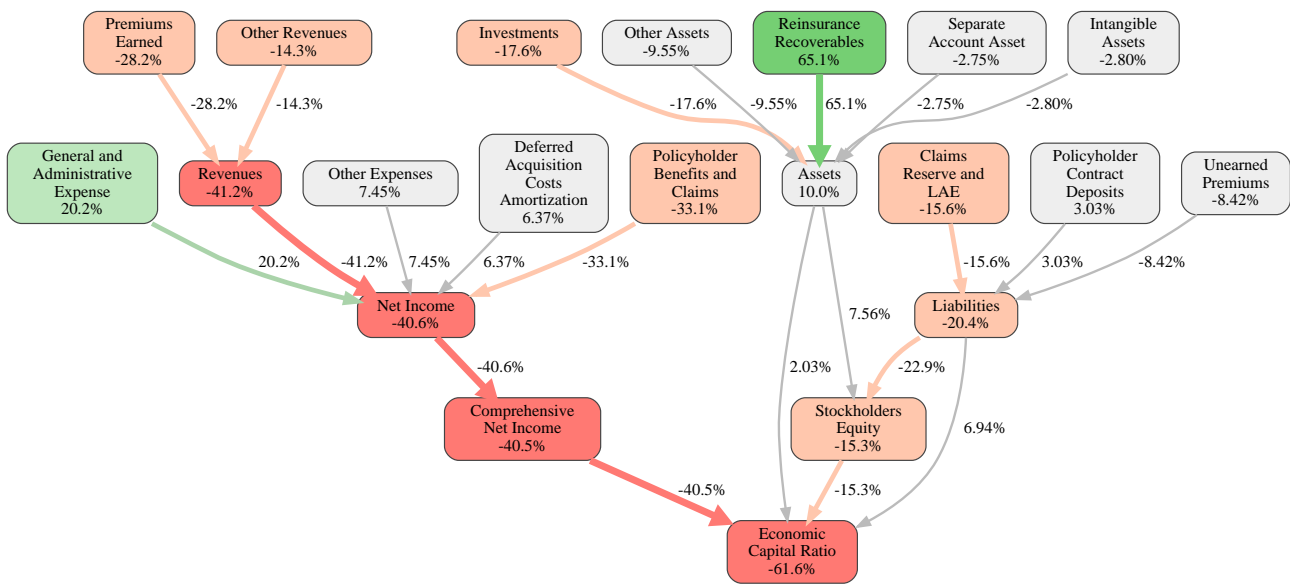 Premiums
Earned
-28.2%
Other Revenues
-14.3%
Investments
-17.6%
Other Assets
-9.55%
Reinsurance
Recoverables
65.1%
Separate
Account Asset
-2.75%
Intangible
Assets
-2.80%
-28.2%
-14.3%
-17.6%
-9.55%
65.1%
-2.75%
-2.80%
General and
Administrative
Expense
20.2%
Revenues
-41.2%
Other Expenses
7.45%
Deferred
Acquisition
Costs
Amortization
6.37%
Policyholder
Benefits and
Claims
-33.1%
Assets
10.0%
Claims
Reserve and
LAE
-15.6%
Policyholder
Contract
Deposits
3.03%
Unearned
Premiums
-8.42%
20.2%
-41.2%
7.45%
6.37%
-33.1%
-15.6%
3.03%
-8.42%
Net Income
-40.6%
Liabilities
-20.4%
-40.6%
2.03%
7.56%
-22.9%
6.94%
Comprehensive
Net Income
-40.5%
Stockholders
Equity
-15.3%
-40.5%
-15.3%
Economic
Capital Ratio
-61.6%